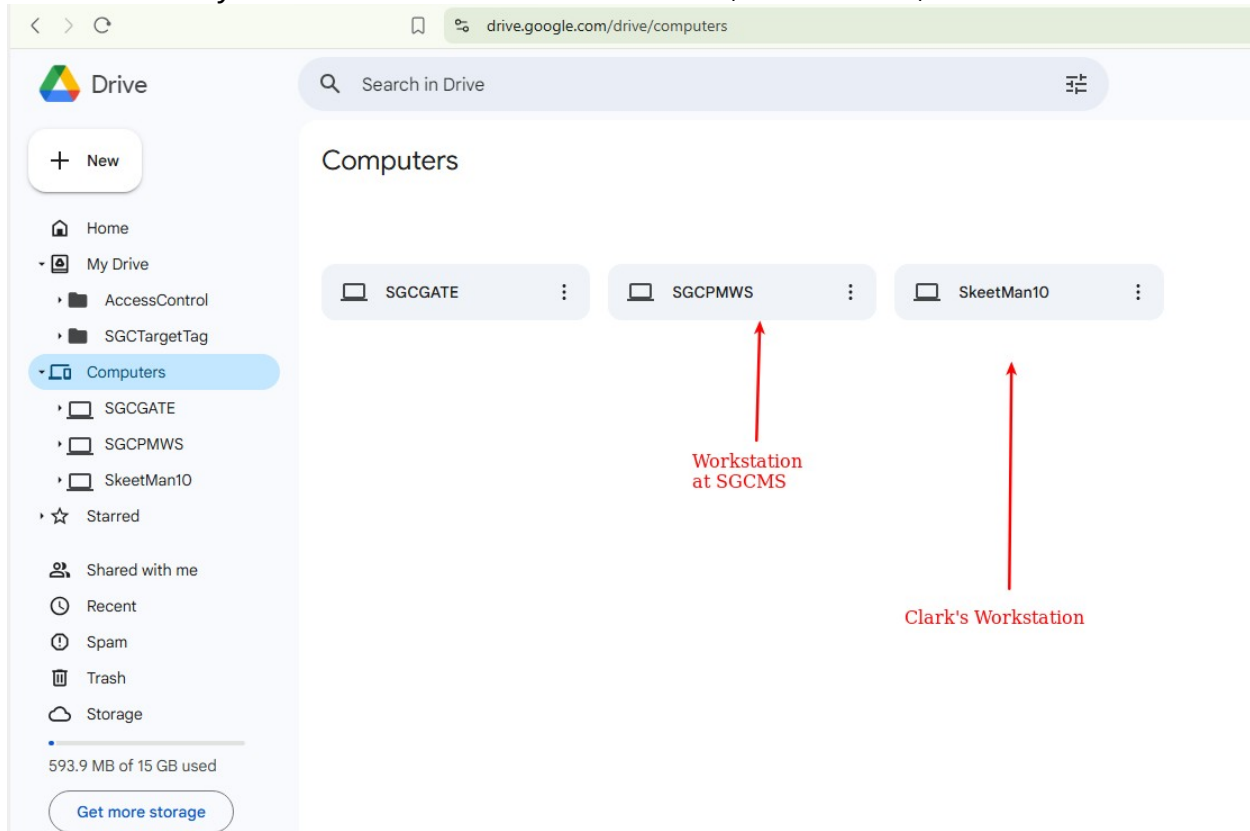 drive.google.com/drive/computers
Drive
Search in Drive
New
Computers
Home
My Drive
AccessControl
SGCTargetTag
Computers
SGCGATE
SGCPMWS
SkeetMan10
Starred
Shared with me
Recent
Spam
Trash
Storage
593.9 MB of 15 GB used
Get more storage
SGCGATE
SGCPMWS
SkeetMan10
Workstation
at SGCMS
Clark's Workstation